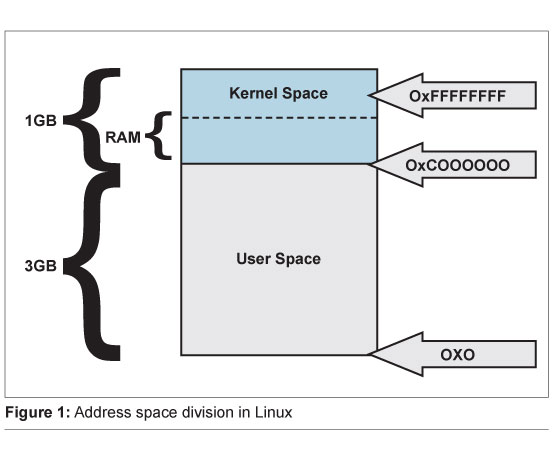 Kernel Space
OxFFFFFFFF
1GB
RAM
OxCOOOOOO
User Space
3GB
OXO
Figure 1: Address space division in Linux